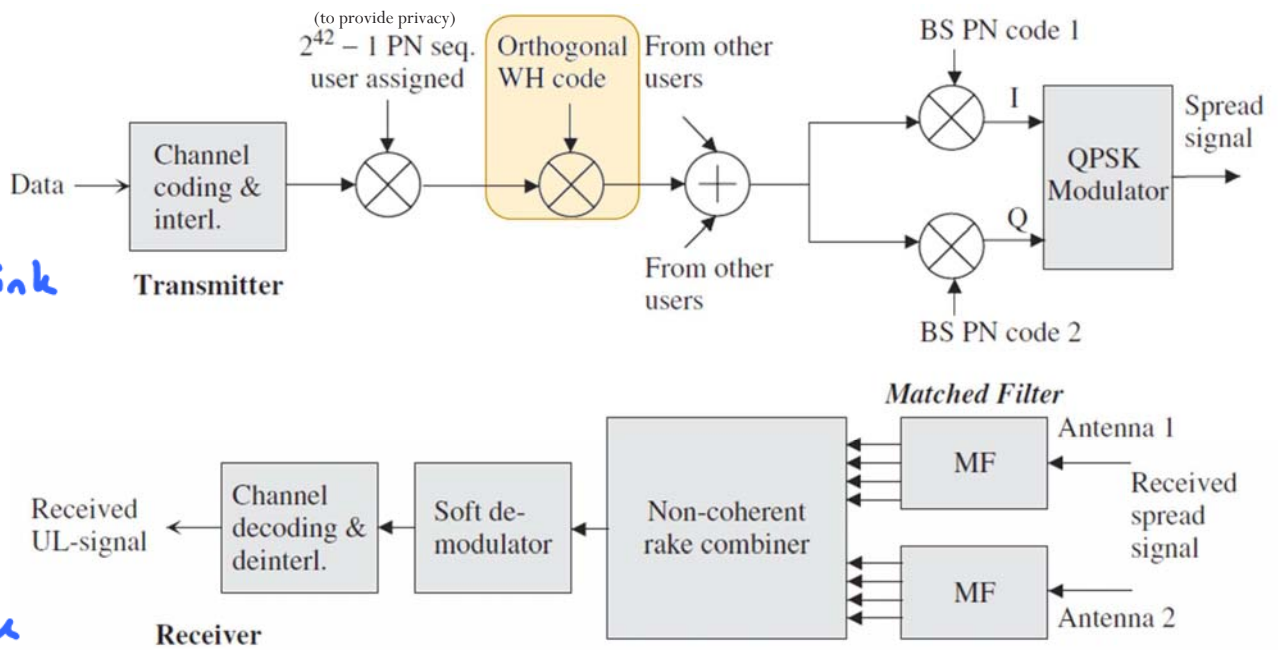 (to provide privacy)
2^42 – 1 PN seq.
user assigned
Orthogonal
WH code
From other
users
BS PN code 1
I
Spread
signal
Data
Channel
coding &
interl.
QPSK
Modulator
Q
Transmitter
From other
users
BS PN code 2
Matched Filter
Antenna 1
MF
Received
spread
signal
Received
UL-signal
Channel
decoding &
deinterl.
Soft de-
modulator
Non-coherent
rake combiner
MF
Antenna 2
Receiver